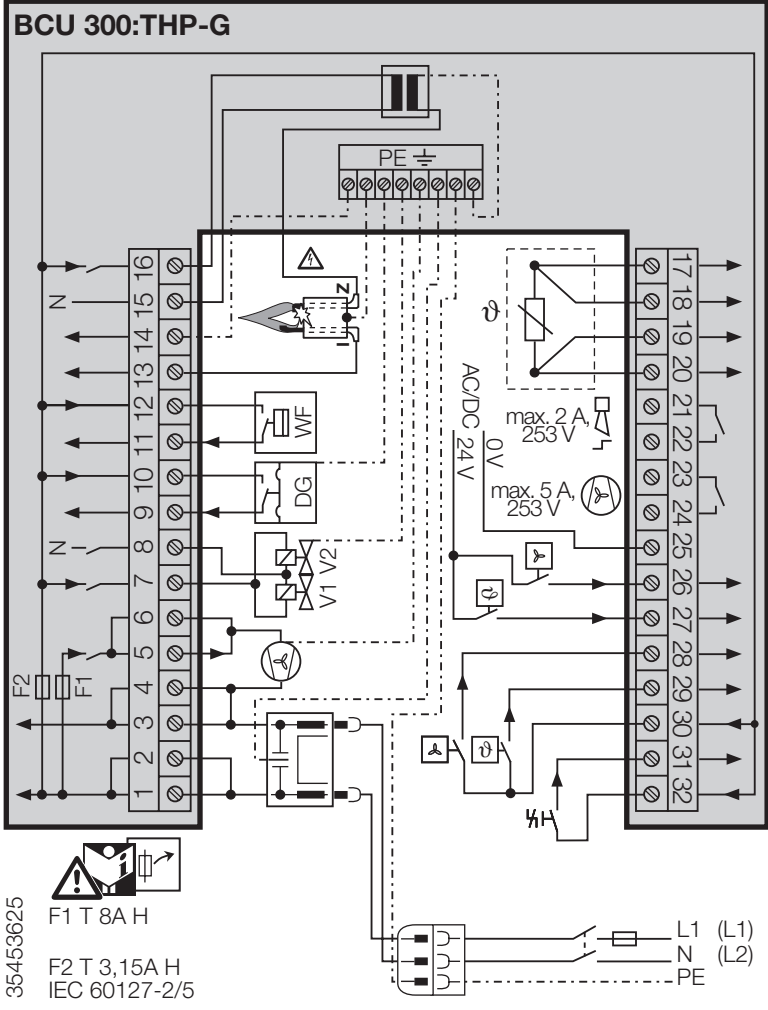 BCU 300:THP-G
PE
16
15
14
13
12
11
10
9
8
7
6
5
4
3
2
1
N
N
F2
F1
Z
I
WF
DG
V1 V2
ϑ
AC/DC
24 V
0 V
max. 2 A,
253 V
max. 5 A,
253 V
ϑ
ϑ
17
18
19
20
21
22
23
24
25
26
27
28
29
30
31
32
F1 T 8A H
F2 T 3,15A H
IEC 60127-2/5
35453625
L1 (L1)
N (L2)
PE